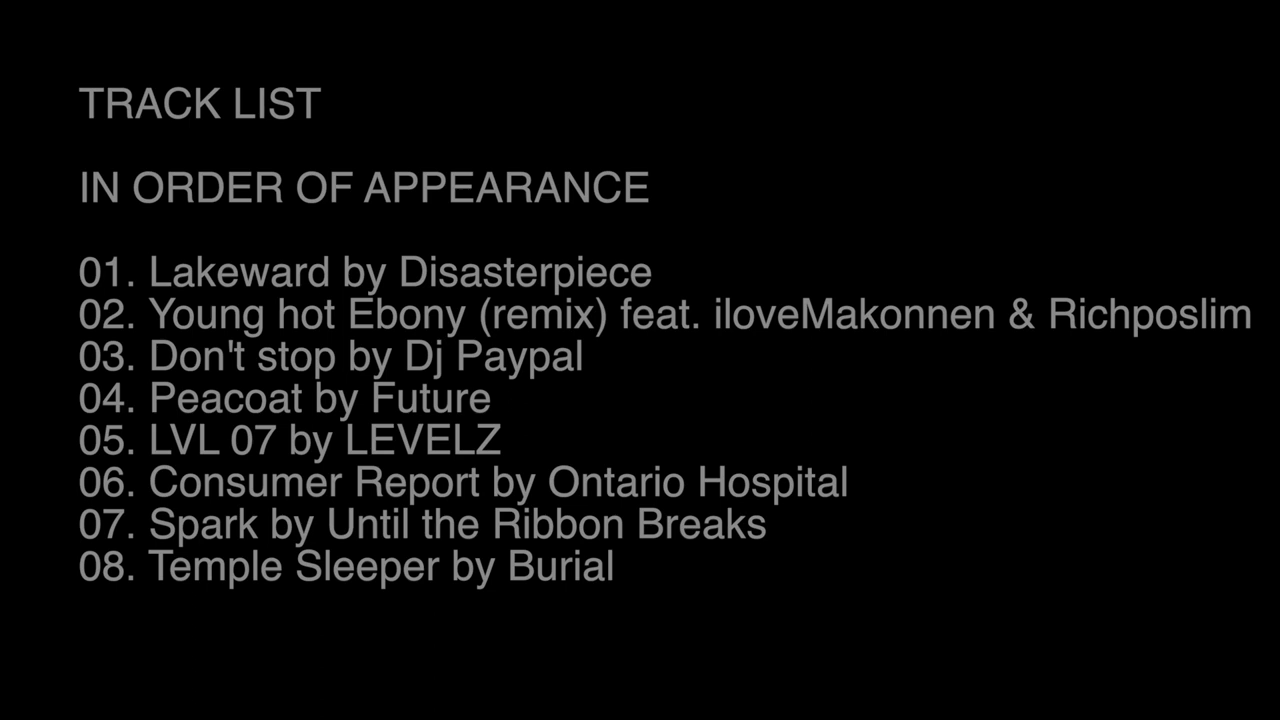 TRACK LIST
IN ORDER OF APPEARANCE
01. Lakeward by Disasterpiece
02. Young hot Ebony (remix) feat. iloveMakonnen & Richposlim
03. Don't stop by Dj Paypal
04. Peacoat by Future
05. LVL 07 by LEVELZ
06. Consumer Report by Ontario Hospital
07. Spark by Until the Ribbon Breaks
08. Temple Sleeper by Burial